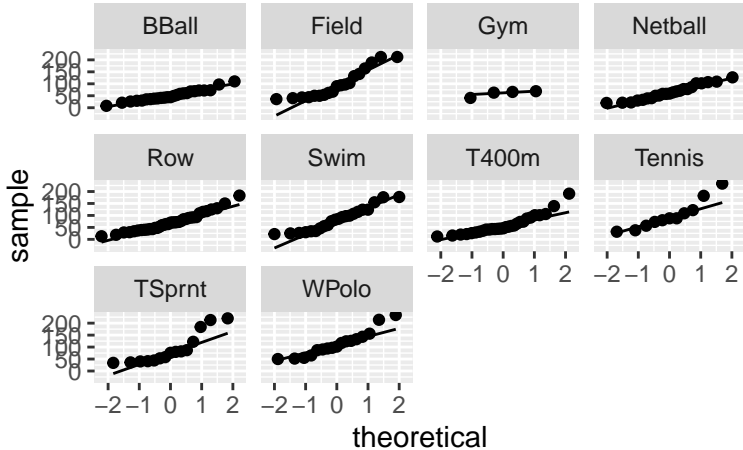 BBall Field Gym Netball
200
150
100
50
0
Row Swim T400m Tennis
200
150
100
50
0
−2 −1 0 1 2 −2 −1 0 1 2
TSprnt WPolo
200
150
100
50
0
−2 −1 0 1 2 −2 −1 0 1 2
theoretical
sample